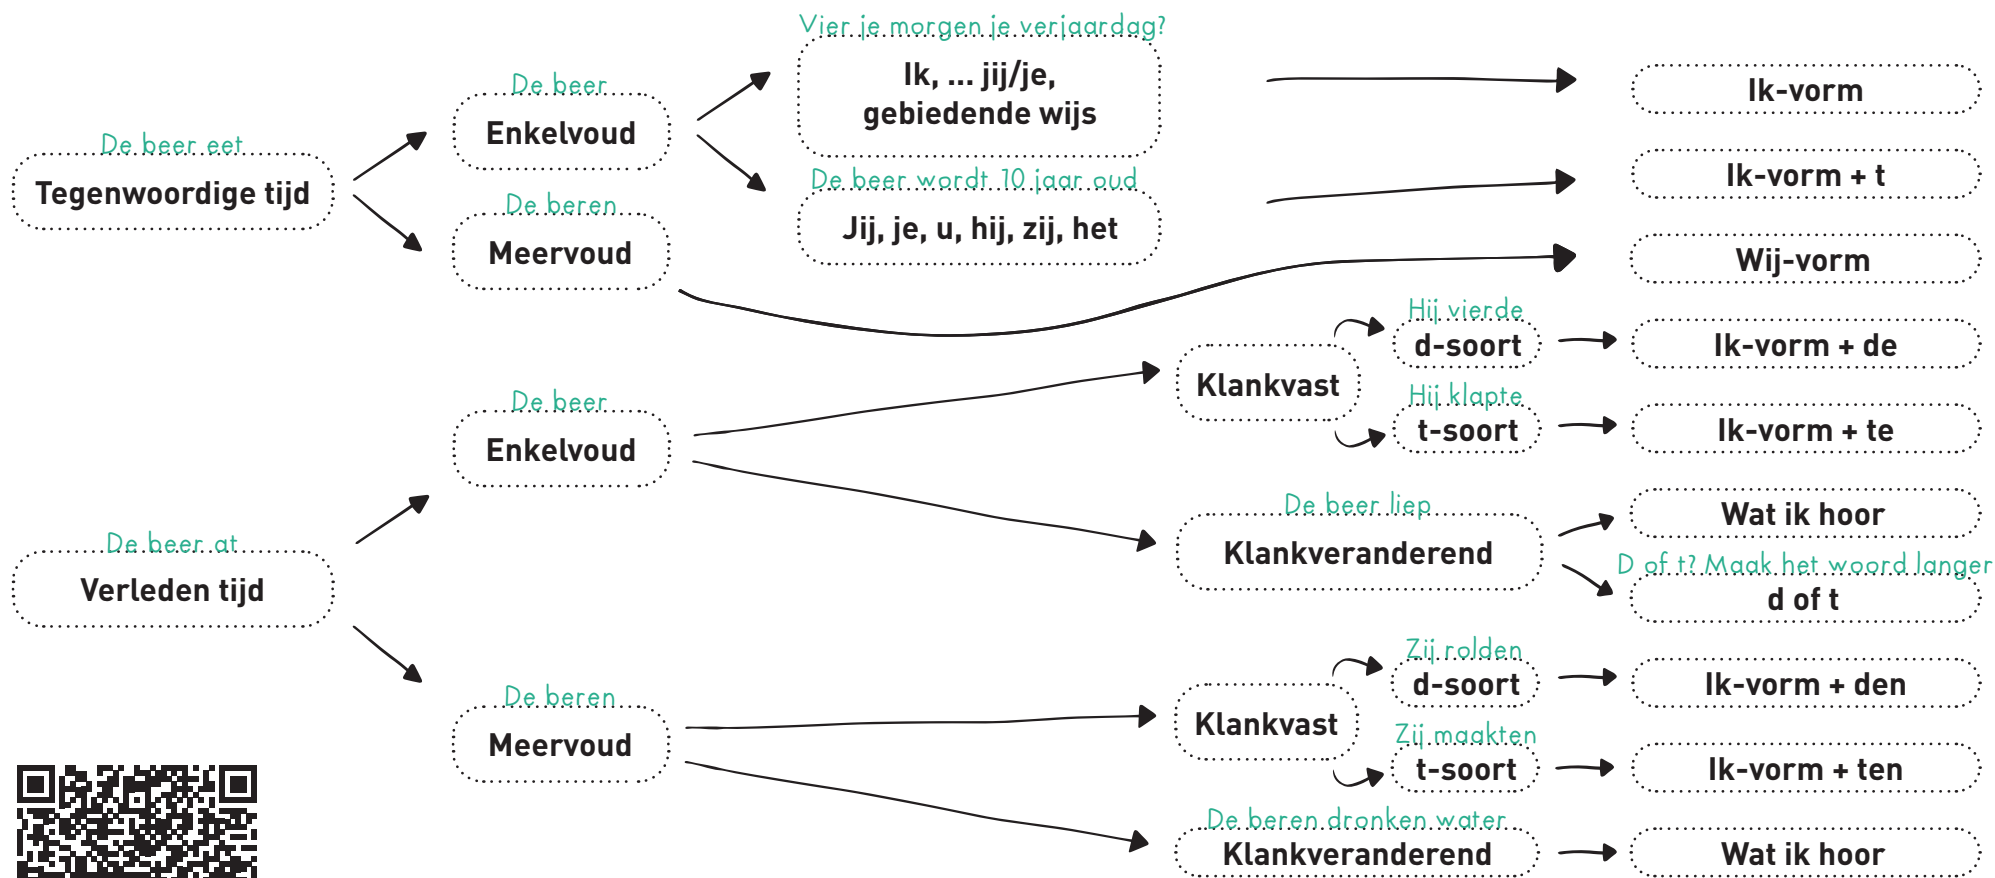 Vier je morgen je verjaardag?
Ik, ... jij/je,
gebiedende wijs
Ik-vorm
De beer
Enkelvoud
De beer eet
Tegenwoordige tijd
De beer wordt 10 jaar oud
Jij, je, u, hij, zij, het
Ik-vorm + t
De beren
Meervoud
Wij-vorm
Hij vierde
d-soort
Ik-vorm + de
Klankvast
Hij klapte
t-soort
Ik-vorm + te
De beer
Enkelvoud
De beer liep
Klankveranderend
Wat ik hoor
D of t? Maak het woord langer
d of t
De beer at
Verleden tijd
Zij rolden
d-soort
Ik-vorm + den
De beren
Meervoud
Klankvast
Zij maakten
t-soort
Ik-vorm + ten
De beren dronken water
Klankveranderend
Wat ik hoor